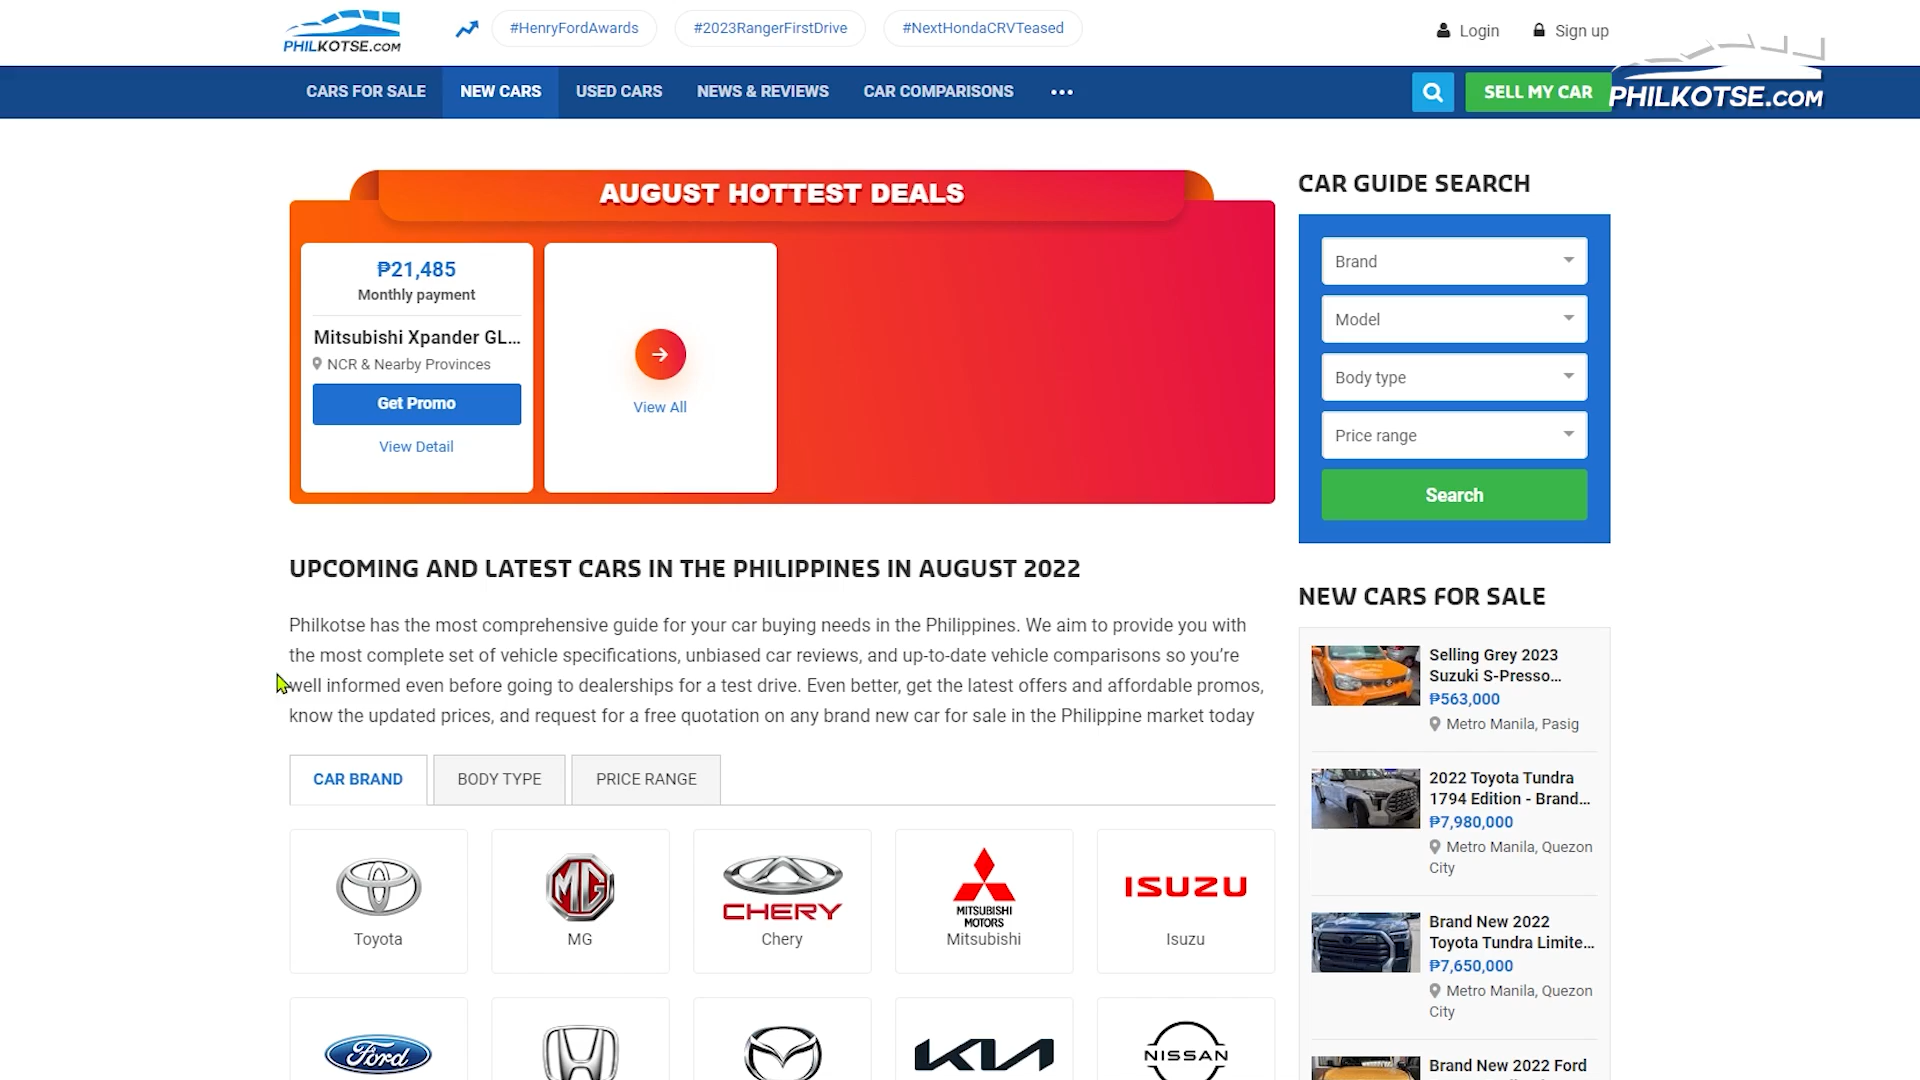 PHILKOTSE.COM
#HenryFordAwards
#2023RangerFirstDrive
#NextHondaCRVTeased
Login
Sign up
CARS FOR SALE
NEW CARS
USED CARS
NEWS & REVIEWS
CAR COMPARISONS
SELL MY CAR
PHILKOTSE.COM
AUGUST HOTTEST DEALS
₱21,485
Monthly payment
Mitsubishi Xpander GL...
NCR & Nearby Provinces
Get Promo
View Detail
View All
CAR GUIDE SEARCH
Brand
Model
Body type
Price range
Search
UPCOMING AND LATEST CARS IN THE PHILIPPINES IN AUGUST 2022
Philkotse has the most comprehensive guide for your car buying needs in the Philippines. We aim to provide you with
the most complete set of vehicle specifications, unbiased car reviews, and up-to-date vehicle comparisons so you’re
well informed even before going to dealerships for a test drive. Even better, get the latest offers and affordable promos,
know the updated prices, and request for a free quotation on any brand new car for sale in the Philippine market today
CAR BRAND
BODY TYPE
PRICE RANGE
Toyota
MG
MG
CHERY
Chery
MITSUBISHI
MOTORS
Mitsubishi
ISUZU
Isuzu
Ford
KIA
NISSAN
NEW CARS FOR SALE
Selling Grey 2023
Suzuki S-Presso...
₱563,000
Metro Manila, Pasig
2022 Toyota Tundra
1794 Edition - Brand...
₱7,980,000
Metro Manila, Quezon
City
Brand New 2022
Toyota Tundra Limite...
₱7,650,000
Metro Manila, Quezon
City
Brand New 2022 Ford